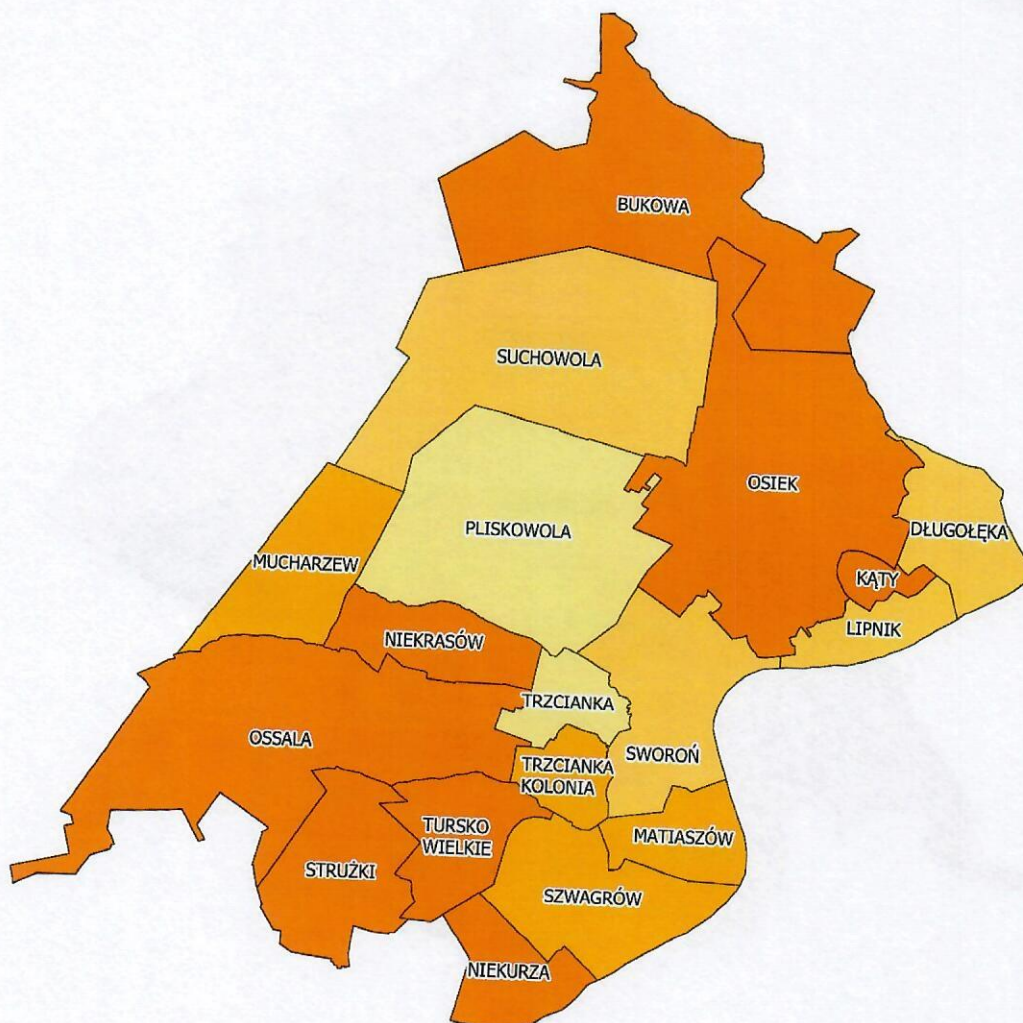 BUKOWA
SUCHOWOLA
OSIEK
PLISKOWOLA
DŁUGOŁĘKA
MUCHARZEW
KĄTY
LIPNIK
NIEKRASÓW
TRZCIANKA
OSSALA
SWOROŃ
TRZCIANKA
KOLONIA
TURSKO
WIELKIE
MATIASZÓW
STRUŻKI
SZWAGRÓW
NIEKURZA